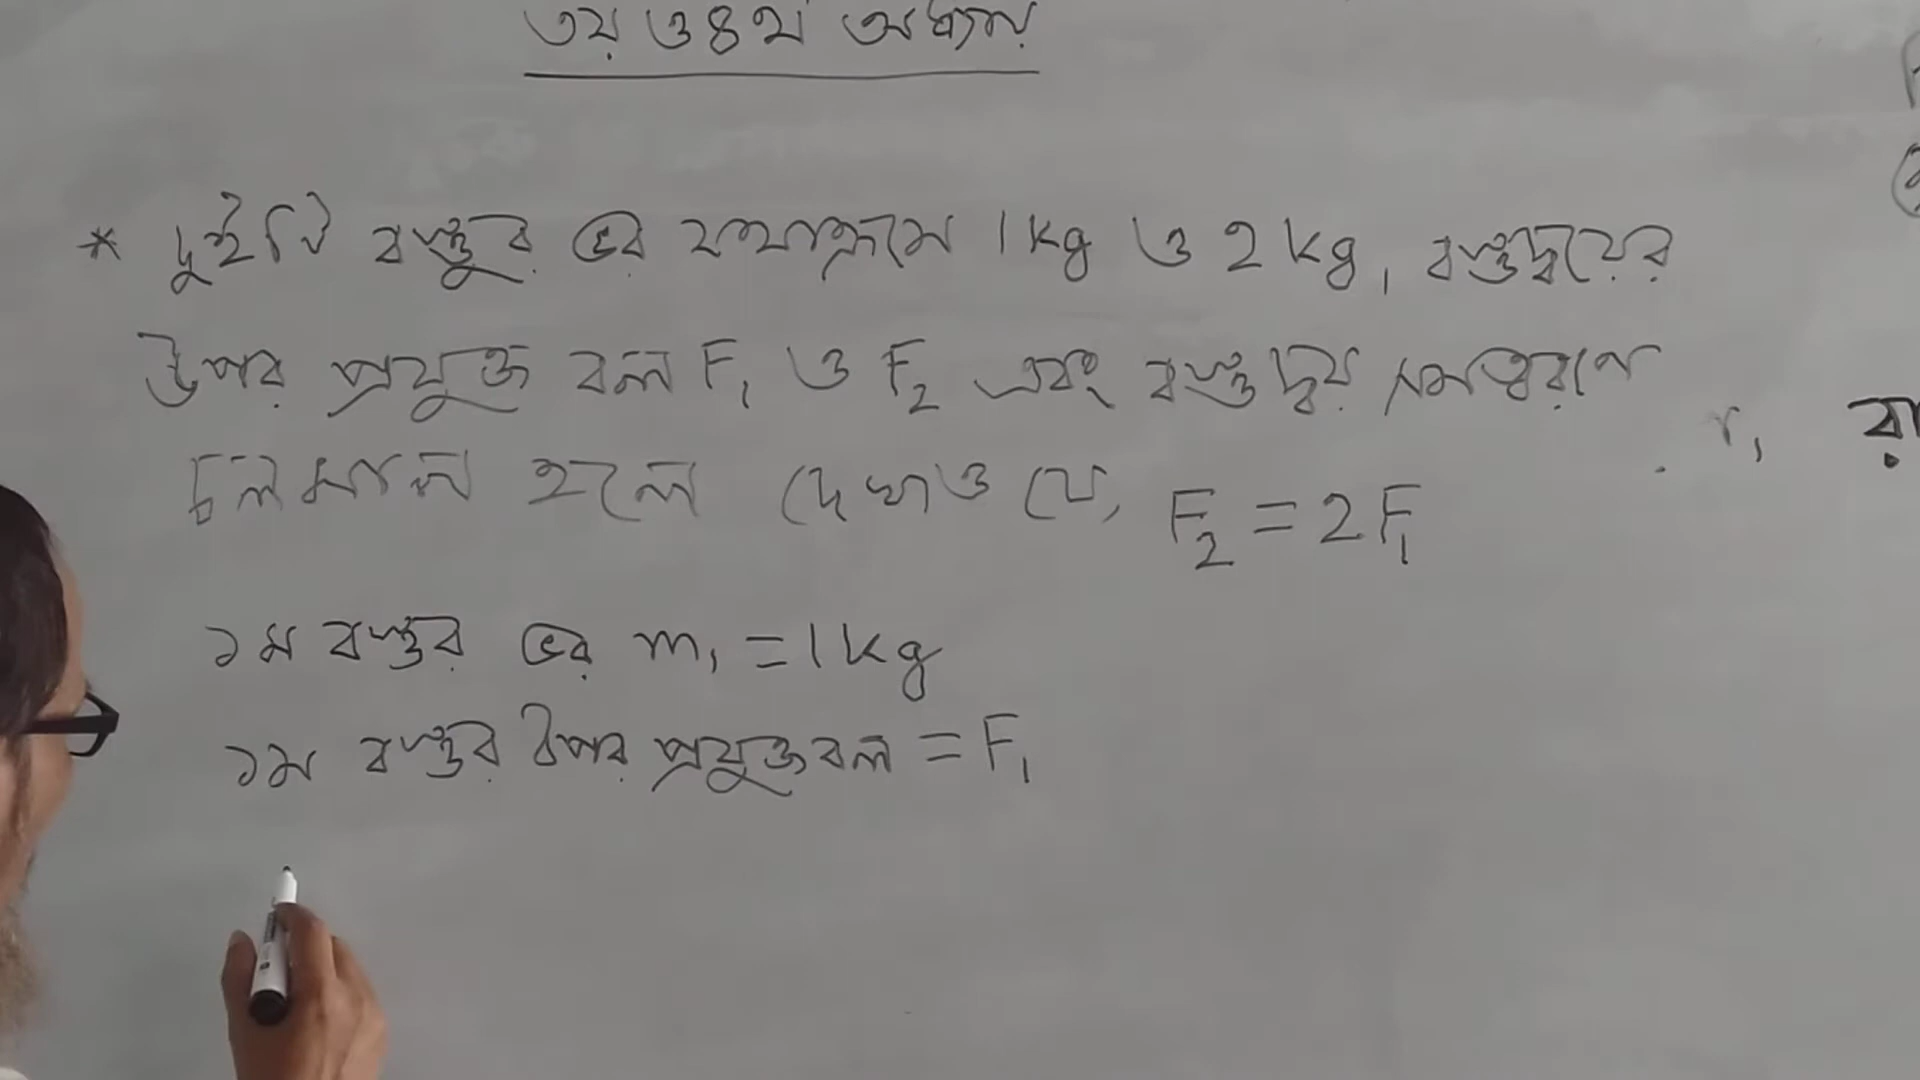 ৩য় ও ৪র্থ অধ্যায়
* দুইটি বস্তুর ভর যথাক্রমে 1kg ও 2kg, বস্তুদ্বয়ের
উপর প্রযুক্ত বল F₁ ও F₂ এবং বস্তুদ্বয় সমত্বরণে
চলমান হলে দেখাও যে, F₂ = 2F₁
১ম বস্তুর ভর m₁ = 1kg
১ম বস্তুর উপর প্রযুক্ত বল = F₁